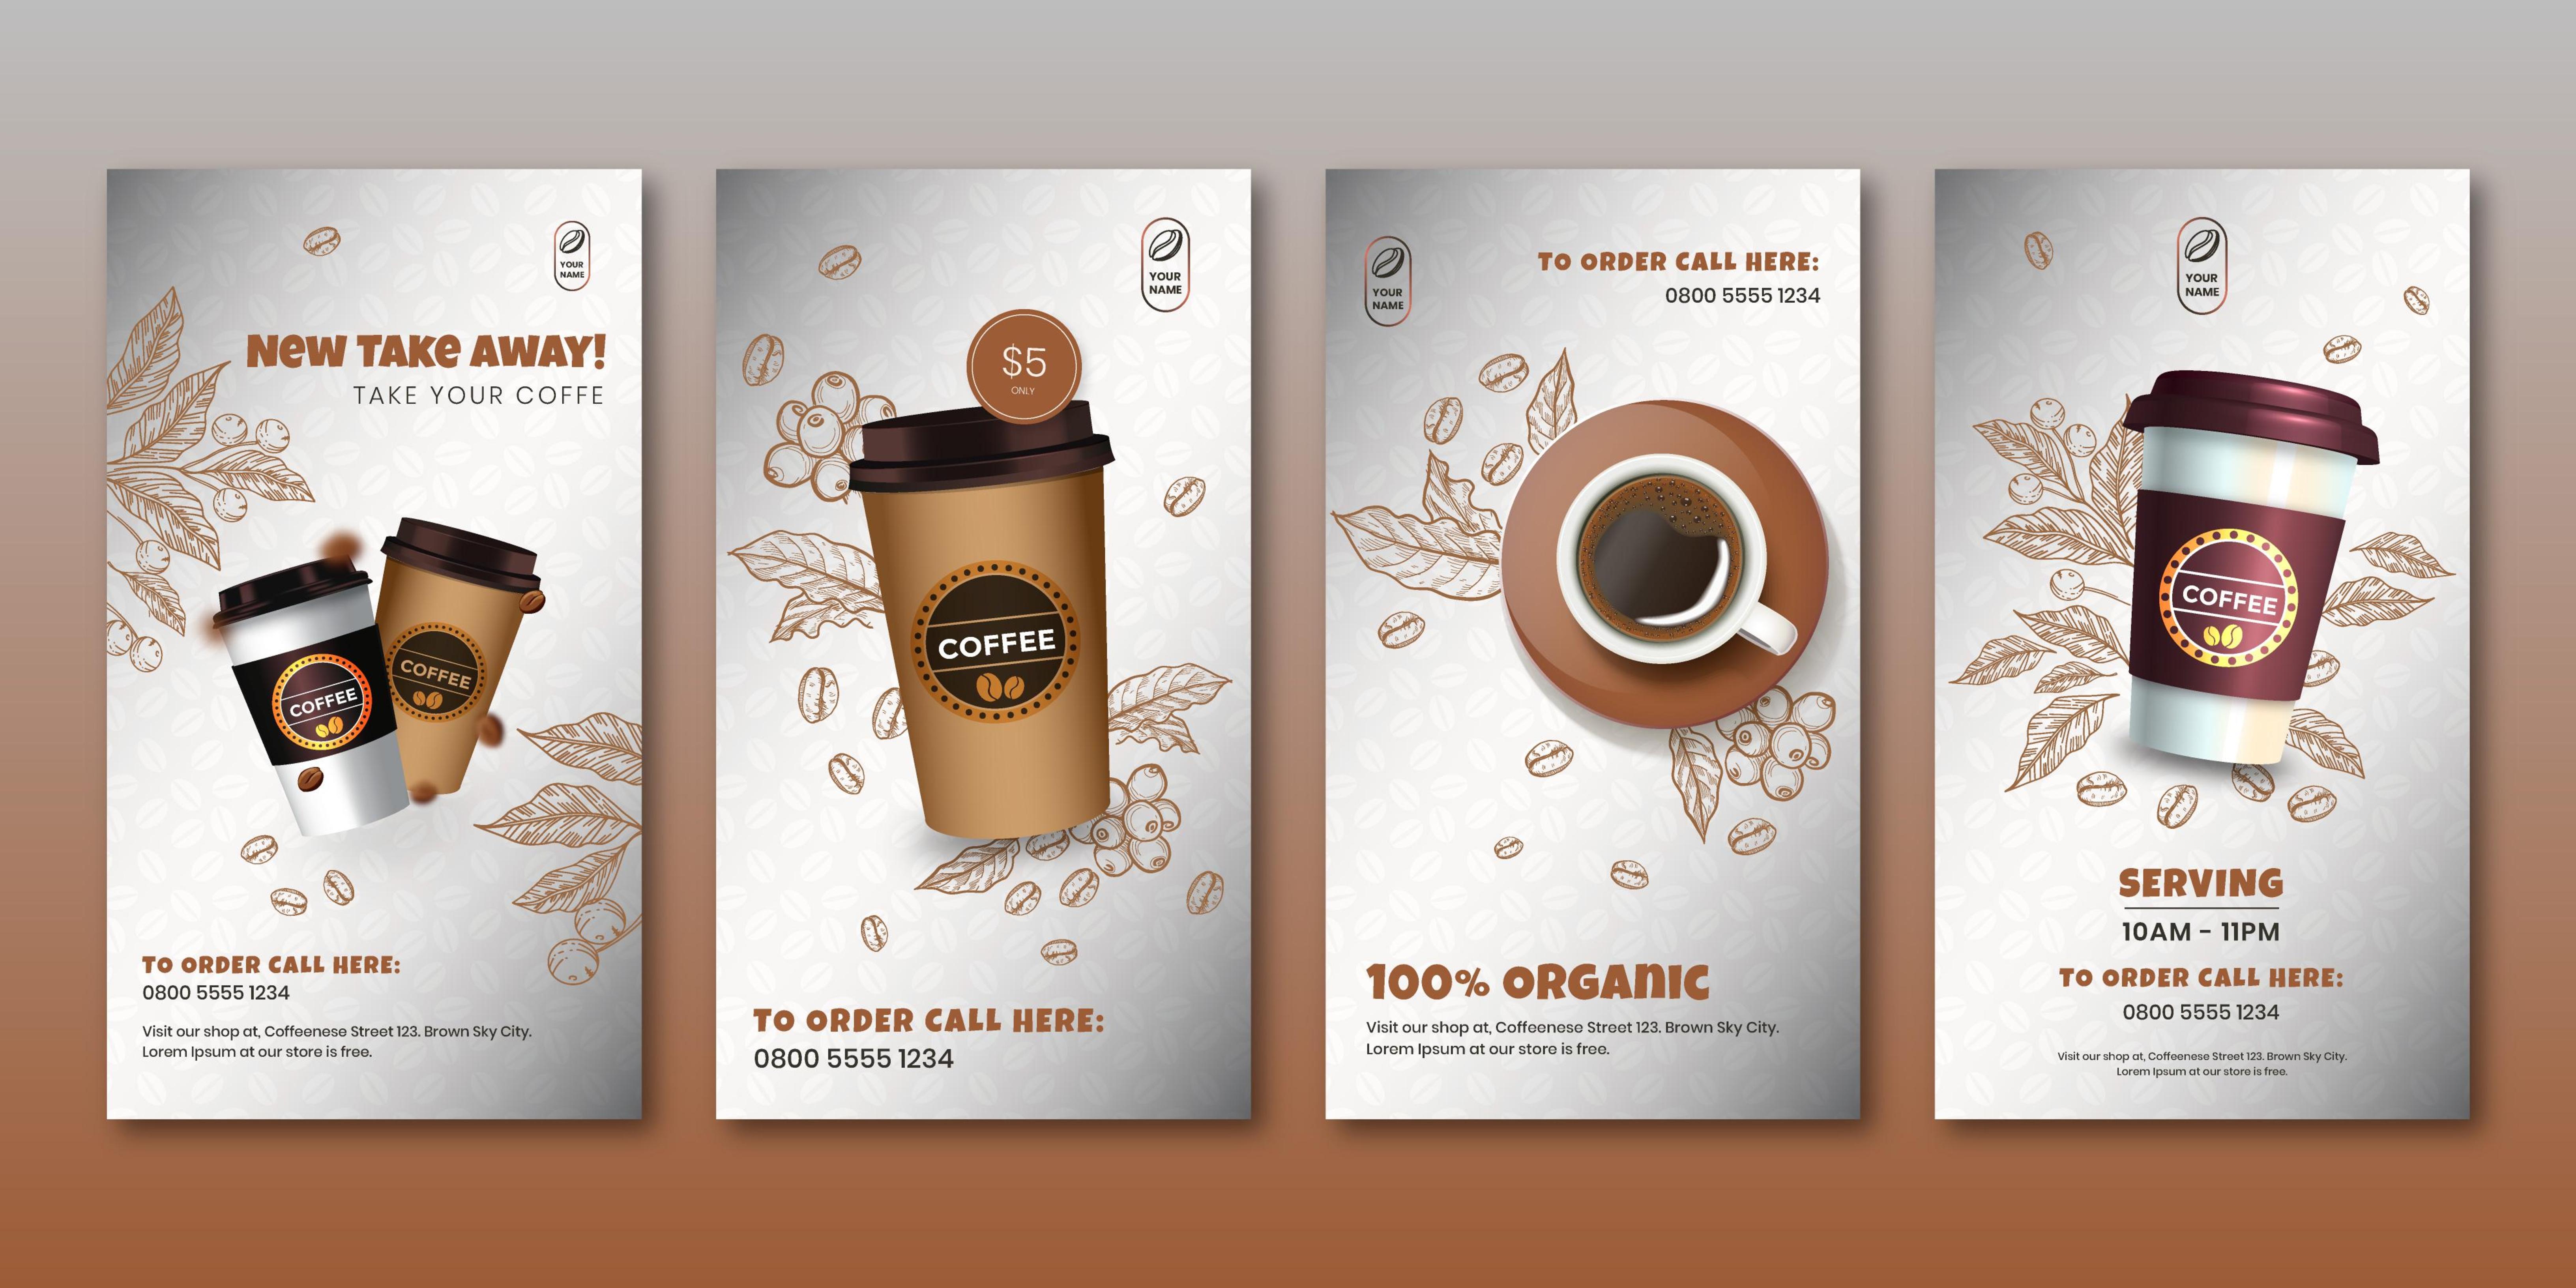 YOUR
NAME
NEW TAKE AWAY!
TAKE YOUR COFFE
COFFEE
COFFEE
TO ORDER CALL HERE:
0800 5555 1234
Visit our shop at, Coffeenese Street 123. Brown Sky City.
Lorem Ipsum at our store is free.
YOUR
NAME
$5
ONLY
COFFEE
TO ORDER CALL HERE:
0800 5555 1234
YOUR
NAME
TO ORDER CALL HERE:
0800 5555 1234
100% ORGANIC
Visit our shop at, Coffeenese Street 123. Brown Sky City.
Lorem Ipsum at our store is free.
YOUR
NAME
COFFEE
SERVING
10AM - 11PM
TO ORDER CALL HERE:
0800 5555 1234
Visit our shop at, Coffeenese Street 123. Brown Sky City.
Lorem Ipsum at our store is free.